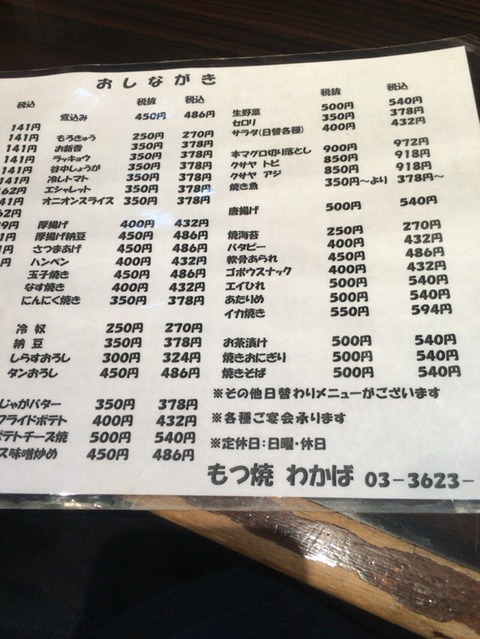 おしながき
税込 税抜 税込
煮込み 450円 486円
141円
141円 もろきゅう 250円 270円
141円 お新香 350円 378円
141円 ラッキョウ 350円 378円
141円 谷中しょうが 350円 378円
141円 冷しトマト 350円 378円
162円 エシャレット 350円 378円
41円 オニオンスライス 350円 378円
62円
厚揚げ 400円 432円
厚揚げ納豆 450円 486円
さつまあげ 450円 486円
ハンペン 400円 432円
玉子焼き 450円 486円
なす焼き 400円 432円
にんにく焼き 350円 378円
冷奴 250円 270円
納豆 350円 378円
しらすおろし 300円 324円
タンおろし 450円 486円
じゃがバター 350円 378円
フライドポテト 400円 432円
ポテトチーズ焼 500円 540円
ス味噌炒め 450円 486円
税抜 税込
生野菜 500円 540円
セロリ 350円 378円
サラダ(日替各種) 400円 432円
本マグロ切り落とし 900円 972円
クサヤ トビ 850円 918円
クサヤ アジ 850円 918円
焼き魚 350円~より 378円~
唐揚げ 500円 540円
焼海苔 250円 270円
バタピー 400円 432円
軟骨あられ 450円 486円
ゴボウスナック 400円 432円
エイひれ 500円 540円
あたりめ 500円 540円
イカ焼き 550円 594円
お茶漬け 500円 540円
焼きおにぎり 500円 540円
焼きそば 500円 540円
※その他日替わりメニューがございます
※各種ご宴会承ります
※定休日:日曜・休日
もつ焼 わかば 03-3623-